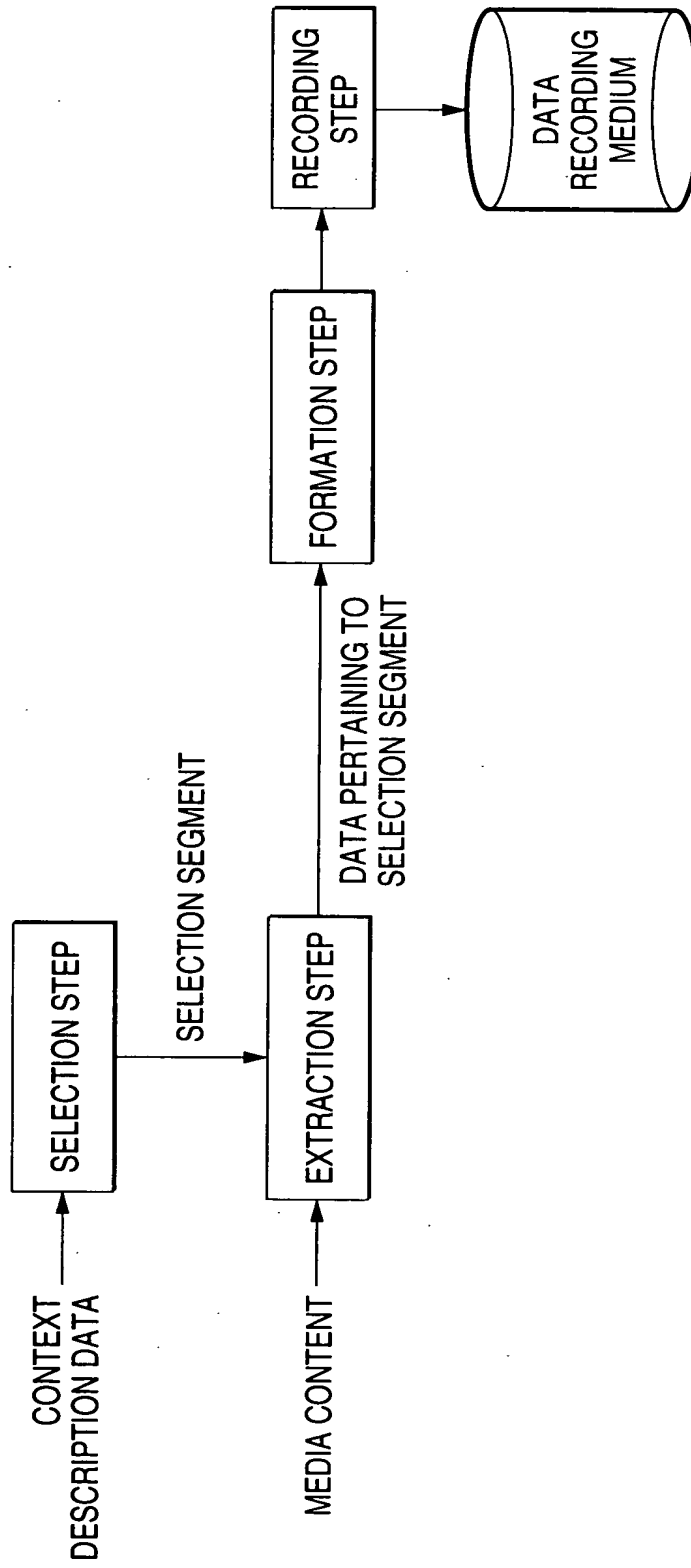 CONTEXT
DESCRIPTION DATA
SELECTION STEP
SELECTION SEGMENT
MEDIA CONTENT
EXTRACTION STEP
DATA PERTAINING TO
SELECTION SEGMENT
FORMATION STEP
RECORDING
STEP
DATA
RECORDING
MEDIUM